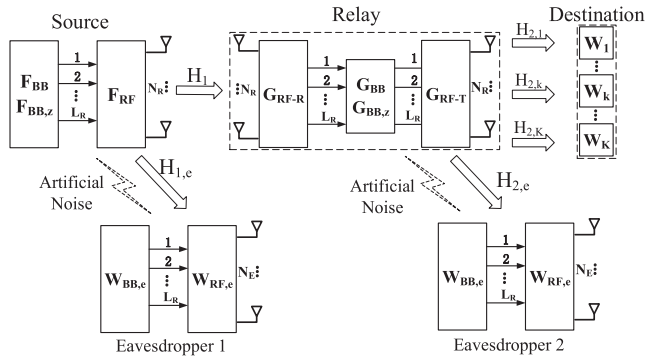 Source
Relay
Destination
F_BB
F_BB,z
1
2
L_R
F_RF
N_R
H_1
N_R
G_RF-R
1
2
L_R
G_BB
G_BB,z
1
2
L_R
G_RF-T
N_R
H_2,1
H_2,k
H_2,K
W_1
W_k
W_K
Artificial
Noise
H_1,e
Artificial
Noise
H_2,e
W_BB,e
1
2
L_R
W_RF,e
N_E
Eavesdropper 1
W_BB,e
1
2
L_R
W_RF,e
N_E
Eavesdropper 2